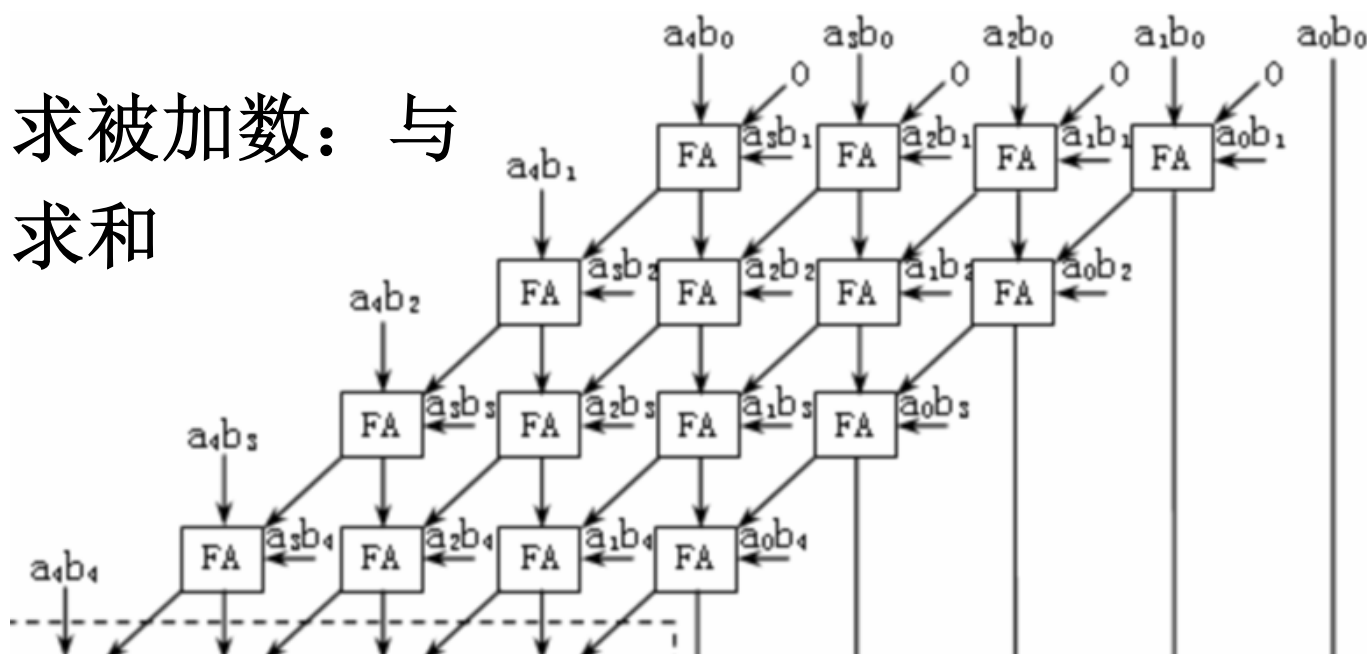 a₄b₀ a₃b₀ a₂b₀ a₁b₀ a₀b₀
0 0 0 0
求被加数：与
a₃b₁ a₂b₁ a₁b₁ a₀b₁
FA FA FA FA
a₄b₁
求和
a₃b₂ a₂b₂ a₁b₂ a₀b₂
FA FA FA FA
a₄b₂
a₃b₃ a₂b₃ a₁b₃ a₀b₃
FA FA FA FA
a₄b₃
a₃b₄ a₂b₄ a₁b₄ a₀b₄
FA FA FA FA
a₄b₄